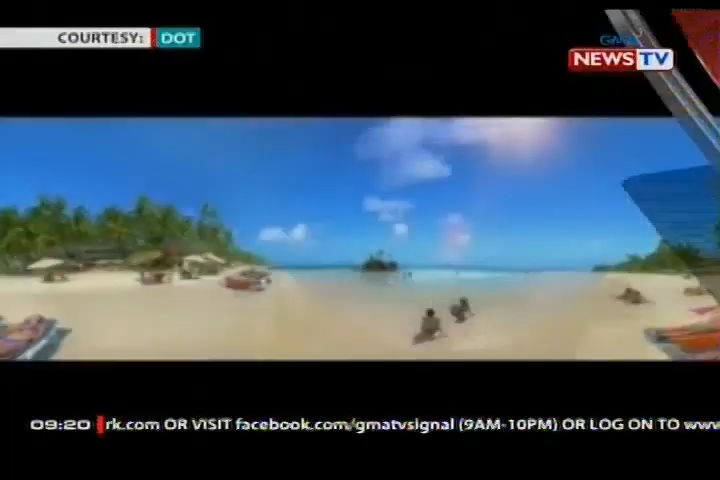 COURTESY: DOT
GMA
NEWS TV
09:20 rk.com OR VISIT facebook.com/gmatvsignal (9AM-10PM) OR LOG ON TO www